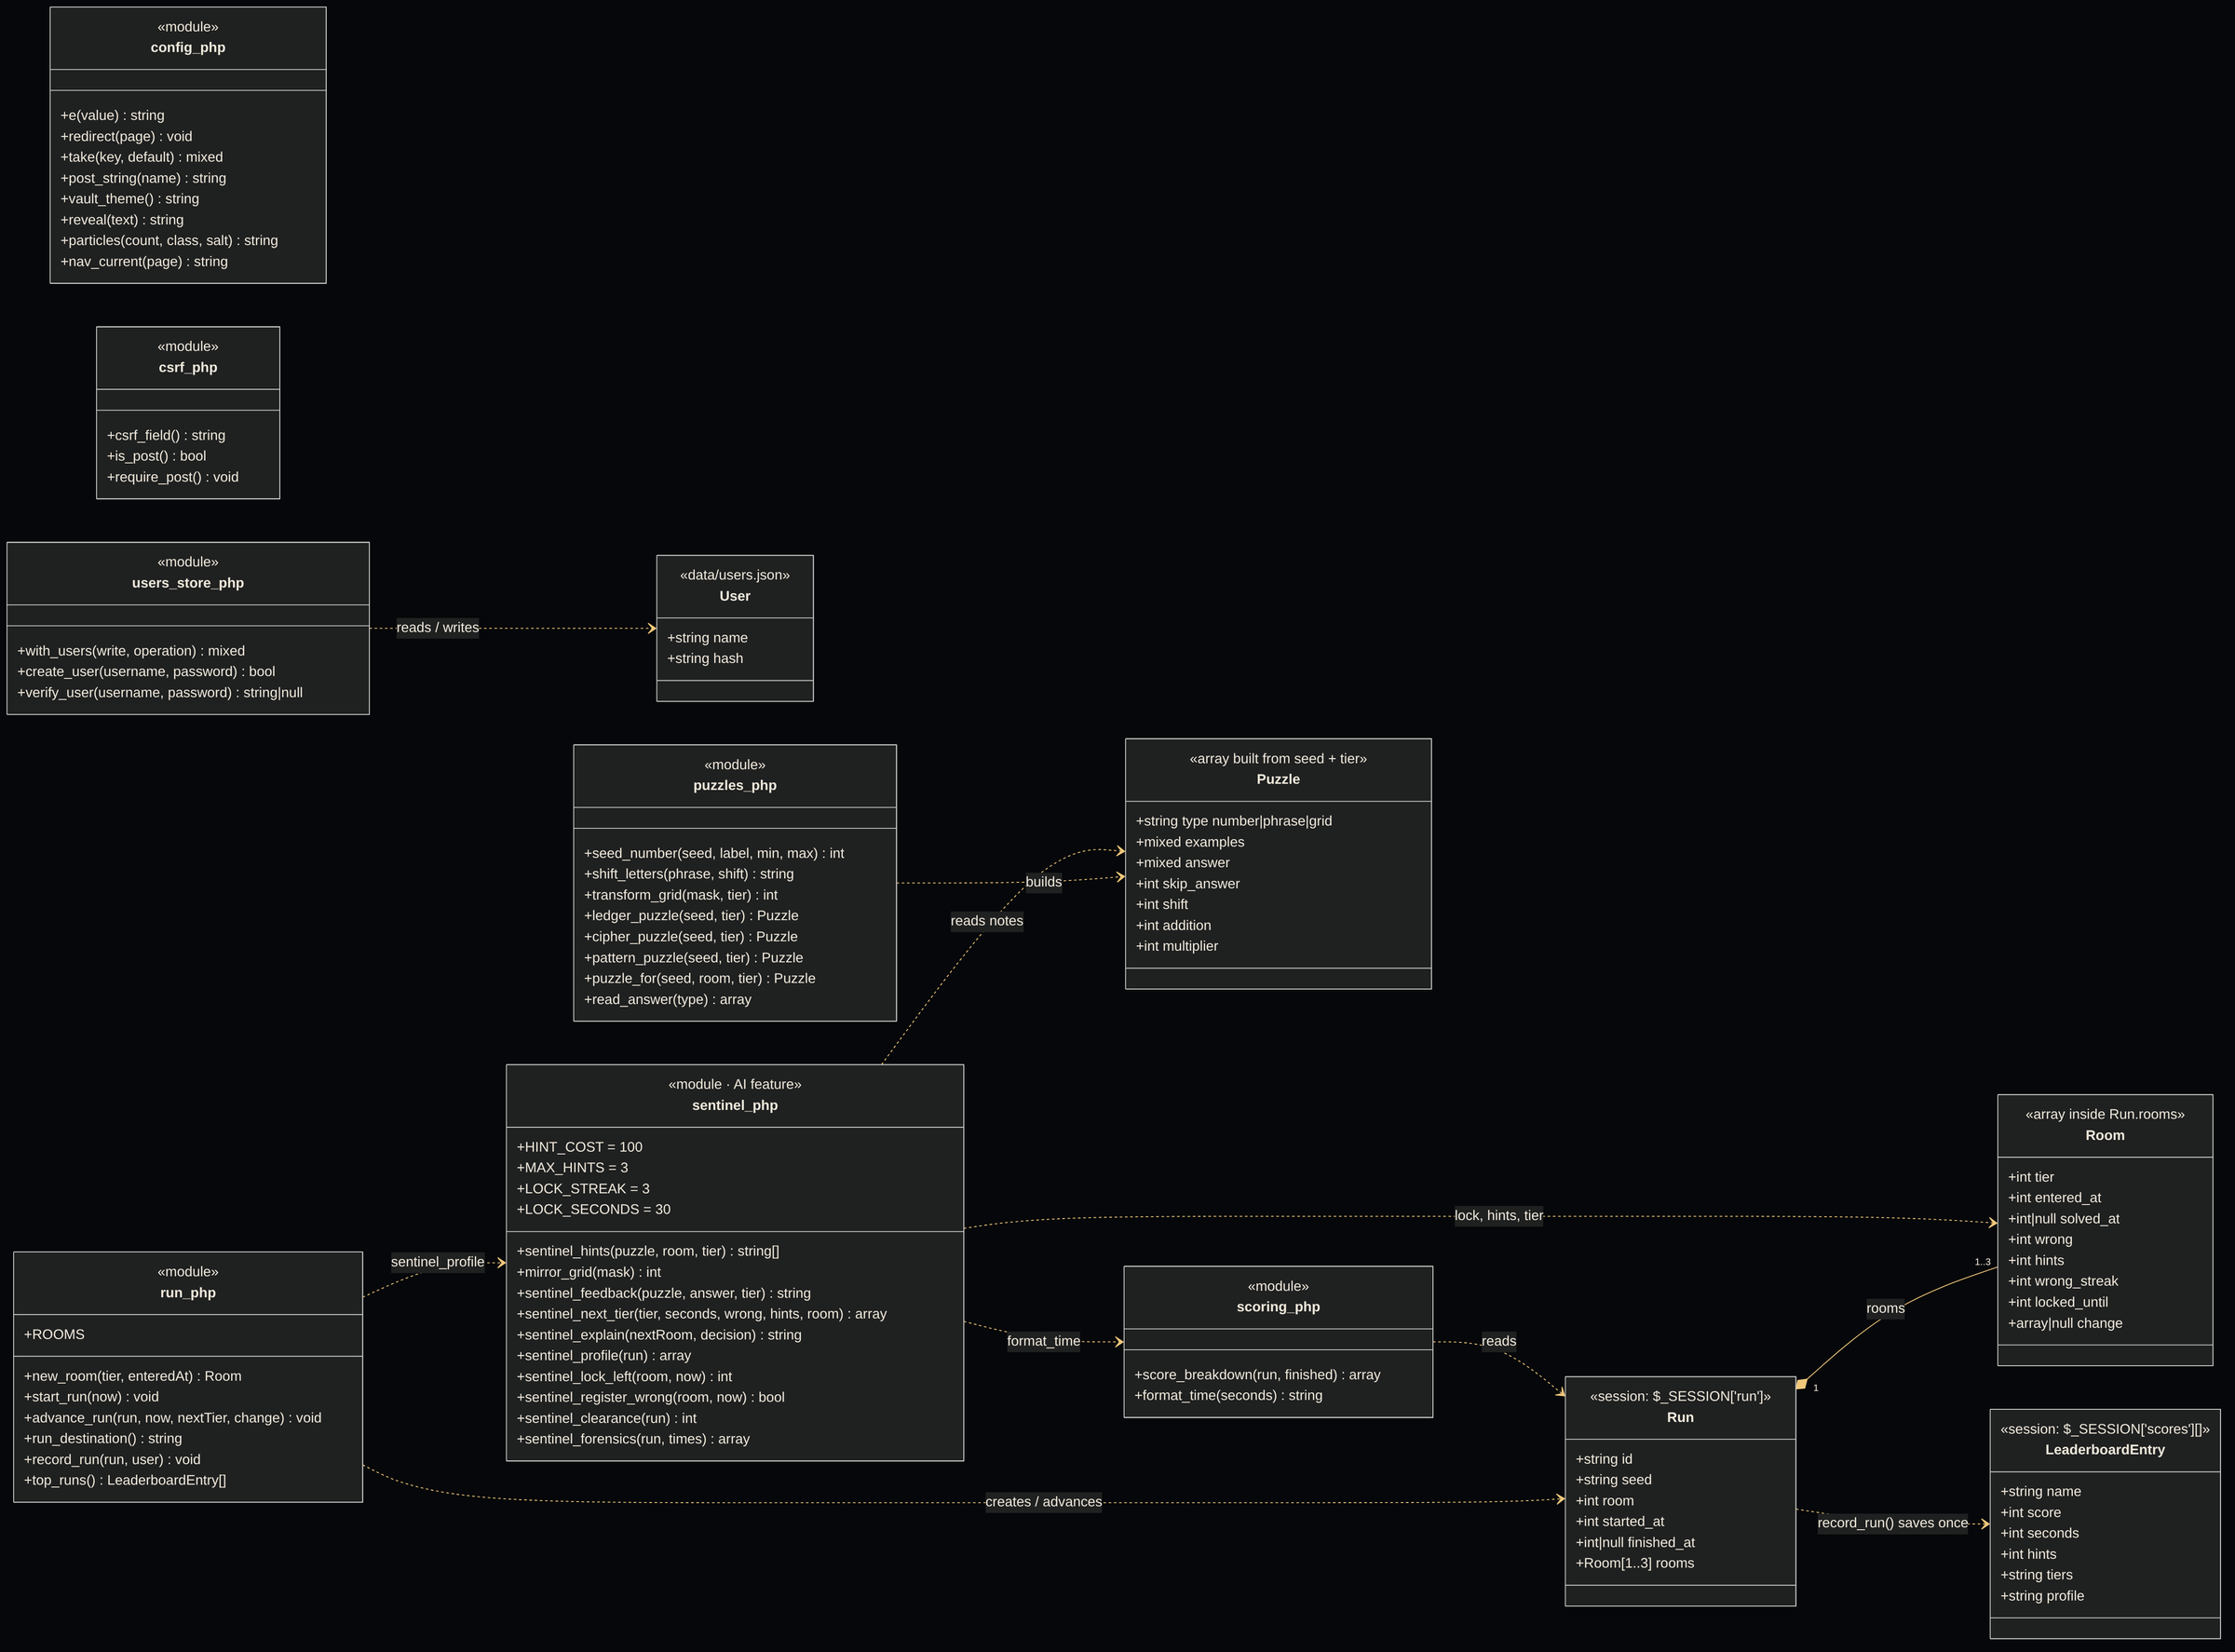 «module»
config_php
+e(value) : string
+redirect(page) : void
+take(key, default) : mixed
+post_string(name) : string
+vault_theme() : string
+reveal(text) : string
+particles(count, class, salt) : string
+nav_current(page) : string
«module»
csrf_php
+csrf_field() : string
+is_post() : bool
+require_post() : void
«module»
users_store_php
+with_users(write, operation) : mixed
+create_user(username, password) : bool
+verify_user(username, password) : string|null
reads / writes
«data/users.json»
User
+string name
+string hash
«module»
puzzles_php
+seed_number(seed, label, min, max) : int
+shift_letters(phrase, shift) : string
+transform_grid(mask, tier) : int
+ledger_puzzle(seed, tier) : Puzzle
+cipher_puzzle(seed, tier) : Puzzle
+pattern_puzzle(seed, tier) : Puzzle
+puzzle_for(seed, room, tier) : Puzzle
+read_answer(type) : array
builds
reads notes
«array built from seed + tier»
Puzzle
+string type number|phrase|grid
+mixed examples
+mixed answer
+int skip_answer
+int shift
+int addition
+int multiplier
«module»
run_php
+ROOMS
+new_room(tier, enteredAt) : Room
+start_run(now) : void
+advance_run(run, now, nextTier, change) : void
+run_destination() : string
+record_run(run, user) : void
+top_runs() : LeaderboardEntry[]
sentinel_profile
creates / advances
«module · AI feature»
sentinel_php
+HINT_COST = 100
+MAX_HINTS = 3
+LOCK_STREAK = 3
+LOCK_SECONDS = 30
+sentinel_hints(puzzle, room, tier) : string[]
+mirror_grid(mask) : int
+sentinel_feedback(puzzle, answer, tier) : string
+sentinel_next_tier(tier, seconds, wrong, hints, room) : array
+sentinel_explain(nextRoom, decision) : string
+sentinel_profile(run) : array
+sentinel_lock_left(room, now) : int
+sentinel_register_wrong(room, now) : bool
+sentinel_clearance(run) : int
+sentinel_forensics(run, times) : array
lock, hints, tier
format_time
«module»
scoring_php
+score_breakdown(run, finished) : array
+format_time(seconds) : string
reads
«session: $_SESSION['run']»
Run
+string id
+string seed
+int room
+int started_at
+int|null finished_at
+Room[1..3] rooms
1..3
rooms
1
record_run() saves once
«array inside Run.rooms»
Room
+int tier
+int entered_at
+int|null solved_at
+int wrong
+int hints
+int wrong_streak
+int locked_until
+array|null change
«session: $_SESSION['scores'][]»
LeaderboardEntry
+string name
+int score
+int seconds
+int hints
+string tiers
+string profile